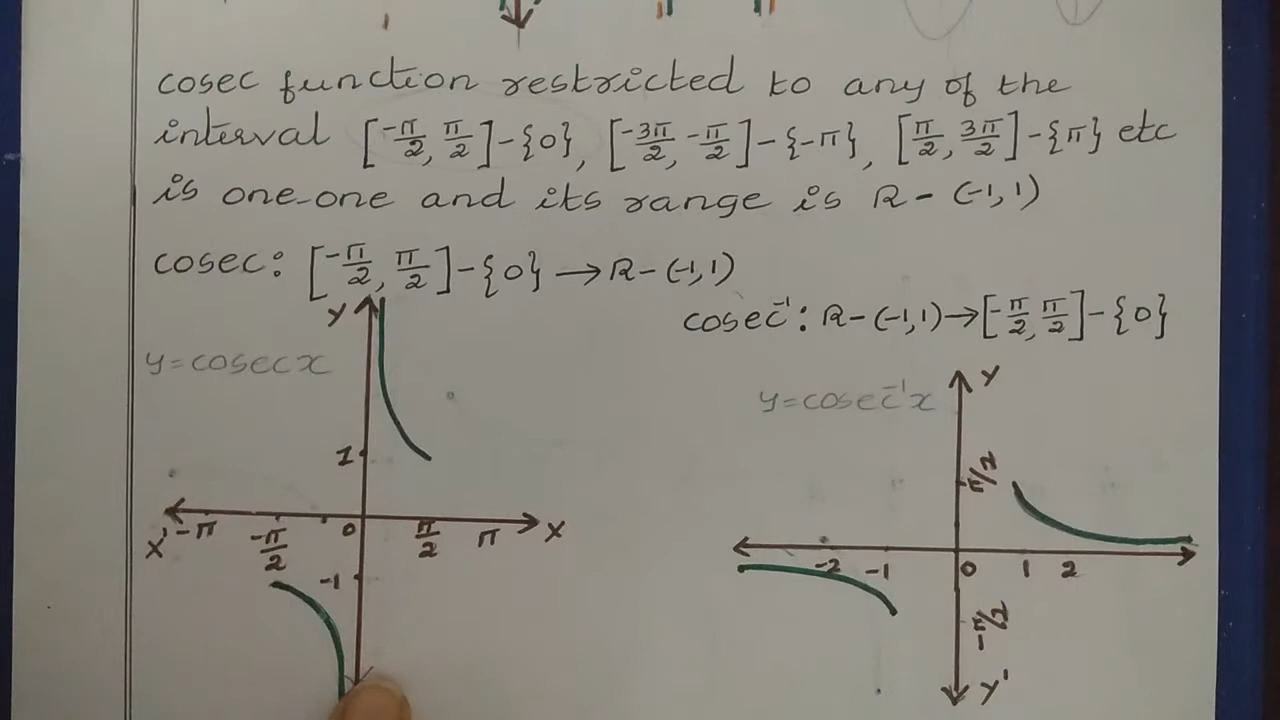 cosec function restricted to any of the
interval [-π/2, π/2]-{0}, [-3π/2, -π/2]-{-π}, [π/2, 3π/2]-{π} etc
is one-one and its range is R-(-1,1)
cosec: [-π/2, π/2]-{0}→R-(-1,1)
cosec⁻¹: R-(-1,1)→[-π/2, π/2]-{0}
Y
y=cosecx
1
X' -π -π/2 0 π/2 π X
-1
Y
y=cosec⁻¹x
π/2
-2 -1 0 1 2
-π/2
Y'